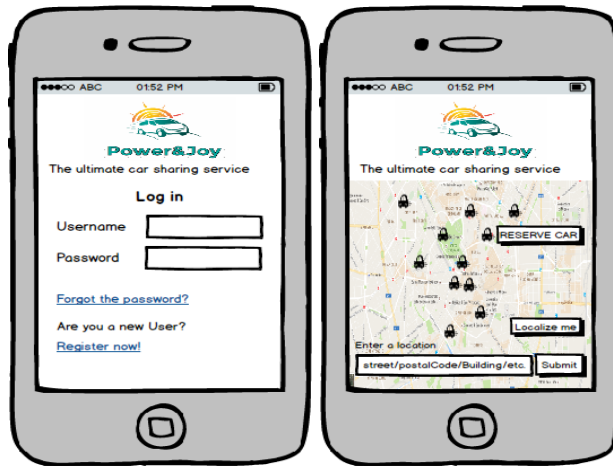 ABC 01:52 PM
Power&Joy
The ultimate car sharing service
Log in
Username
Password
Forgot the password?
Are you a new User?
Register now!
ABC 01:52 PM
Power&Joy
The ultimate car sharing service
RESERVE CAR
Localize me
Enter a location
street/postalCode/Building/etc. Submit